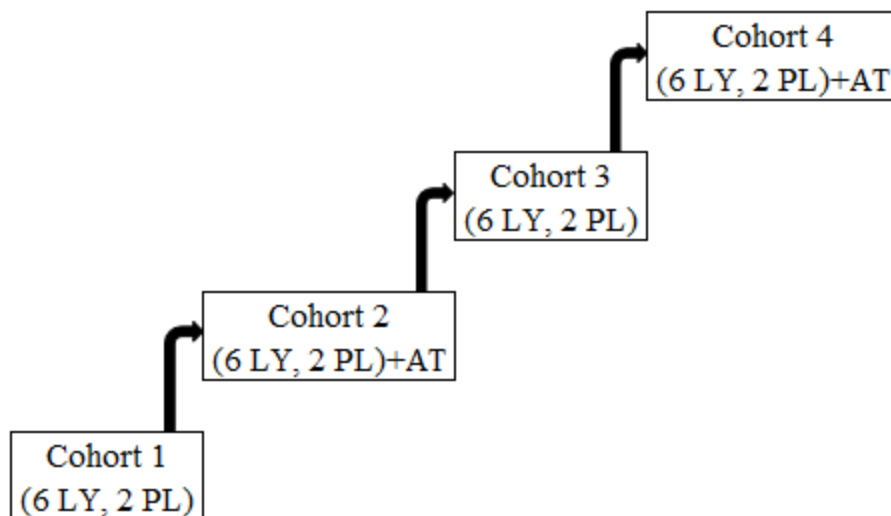 Cohort 4
(6 LY, 2 PL)+AT
Cohort 3
(6 LY, 2 PL)
Cohort 2
(6 LY, 2 PL)+AT
Cohort 1
(6 LY, 2 PL)